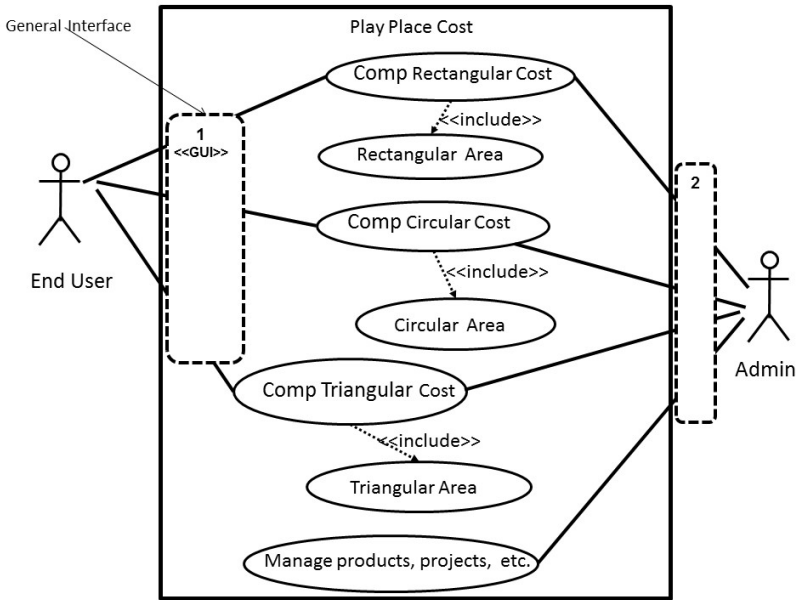 General Interface
Play Place Cost
Comp Rectangular Cost
<<include>>
1
<<GUI>>
Rectangular Area
2
Comp Circular Cost
End User
<<include>>
Circular Area
Admin
Comp Triangular Cost
<<include>>
Triangular Area
Manage products, projects, etc.